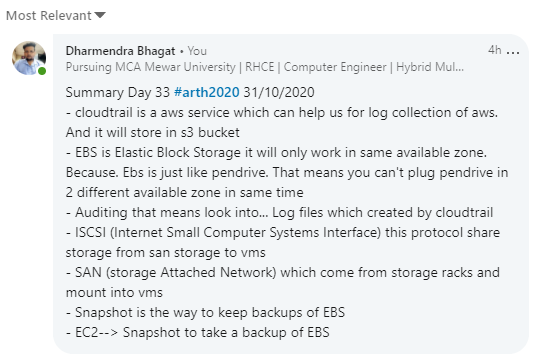 Most Relevant
Dharmendra Bhagat • You
4h ...
Pursuing MCA Mewar University | RHCE | Computer Engineer | Hybrid Mul...
Summary Day 33 #arth2020 31/10/2020
- cloudtrail is a aws service which can help us for log collection of aws.
And it will store in s3 bucket
- EBS is Elastic Block Storage it will only work in same available zone.
Because. Ebs is just like pendrive. That means you can't plug pendrive in
2 different available zone in same time
- Auditing that means look into... Log files which created by cloudtrail
- ISCSI (Internet Small Computer Systems Interface) this protocol share
storage from san storage to vms
- SAN (storage Attached Network) which come from storage racks and
mount into vms
- Snapshot is the way to keep backups of EBS
- EC2--> Snapshot to take a backup of EBS